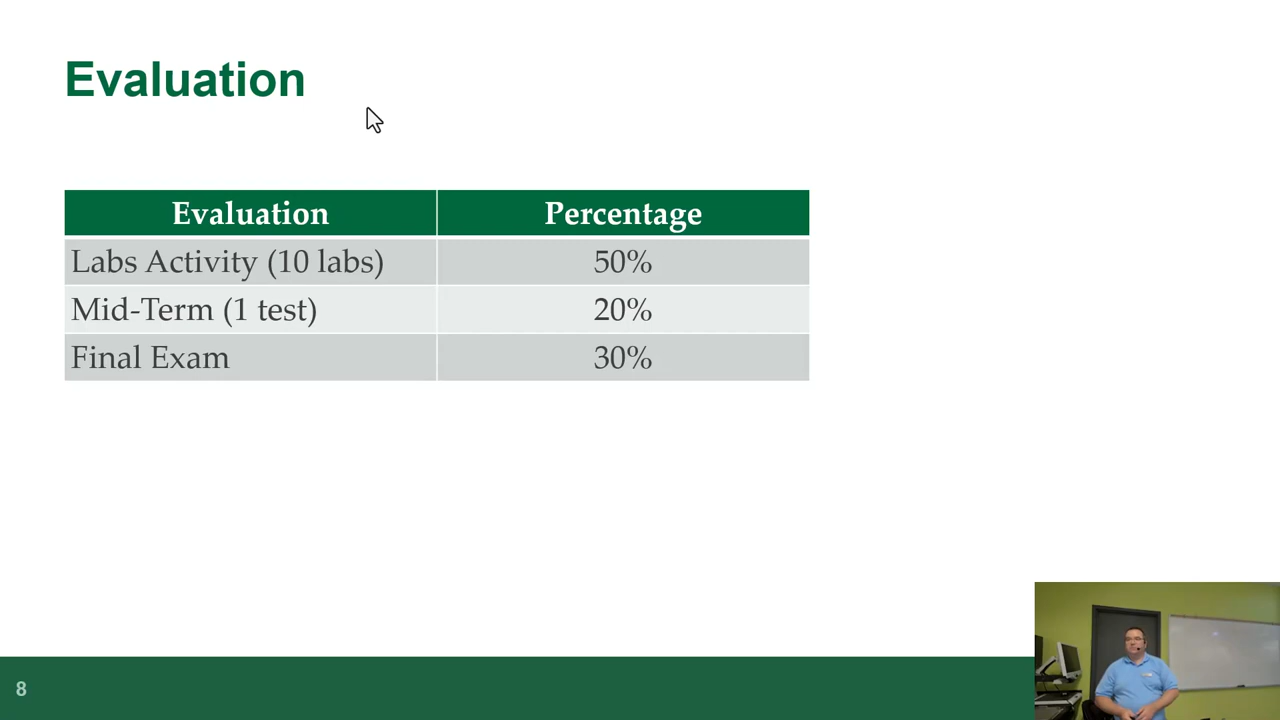 Evaluation
Evaluation Percentage
Labs Activity (10 labs) 50%
Mid-Term (1 test) 20%
Final Exam 30%
8